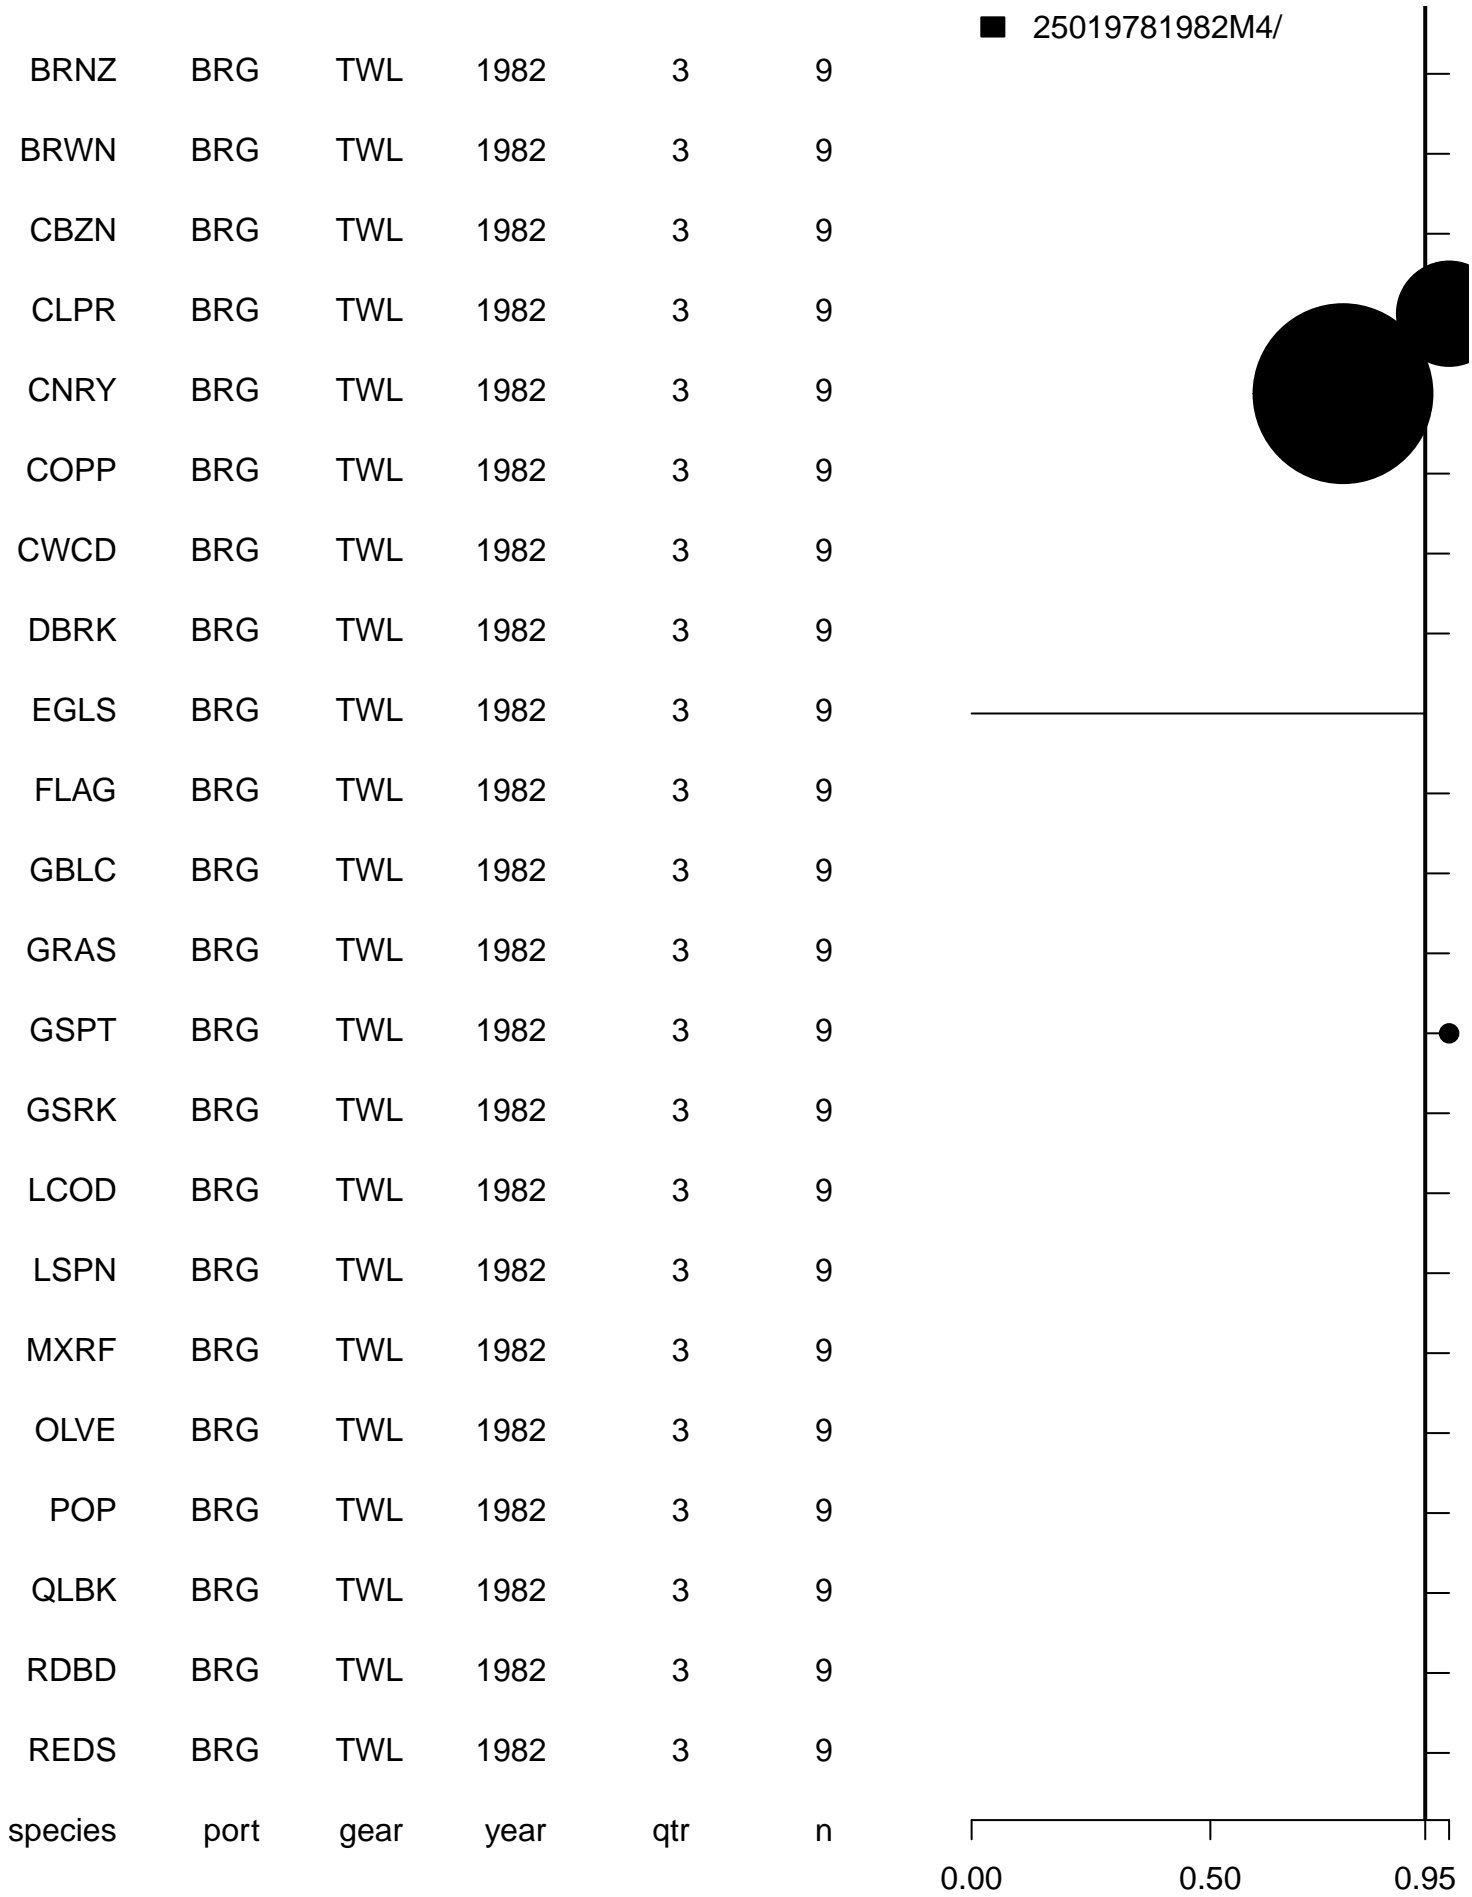 25019781982M4/
BRNZ BRG TWL 1982 3 9
BRWN BRG TWL 1982 3 9
CBZN BRG TWL 1982 3 9
CLPR BRG TWL 1982 3 9
CNRY BRG TWL 1982 3 9
COPP BRG TWL 1982 3 9
CWCD BRG TWL 1982 3 9
DBRK BRG TWL 1982 3 9
EGLS BRG TWL 1982 3 9
FLAG BRG TWL 1982 3 9
GBLC BRG TWL 1982 3 9
GRAS BRG TWL 1982 3 9
GSPT BRG TWL 1982 3 9
GSRK BRG TWL 1982 3 9
LCOD BRG TWL 1982 3 9
LSPN BRG TWL 1982 3 9
MXRF BRG TWL 1982 3 9
OLVE BRG TWL 1982 3 9
POP BRG TWL 1982 3 9
QLBK BRG TWL 1982 3 9
RDBD BRG TWL 1982 3 9
REDS BRG TWL 1982 3 9
species port gear year qtr n
0.00 0.50 0.95